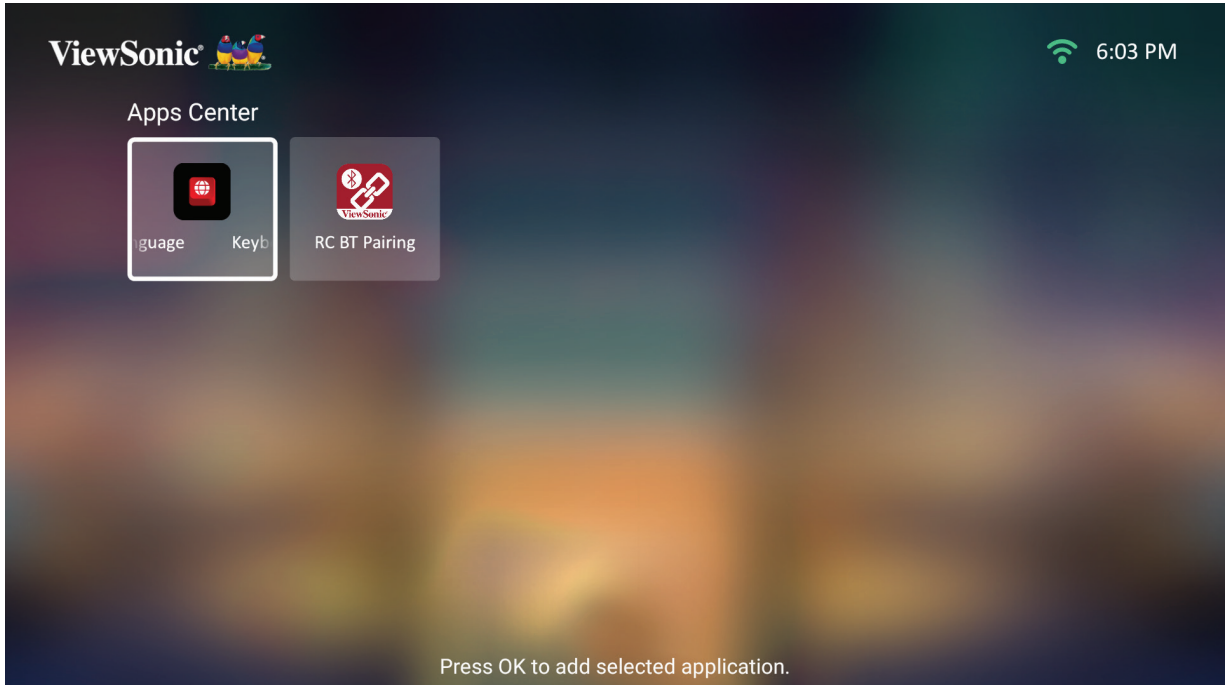 ViewSonic®
6:03 PM
Apps Center
nguage Keyb
ViewSonic
RC BT Pairing
Press OK to add selected application.